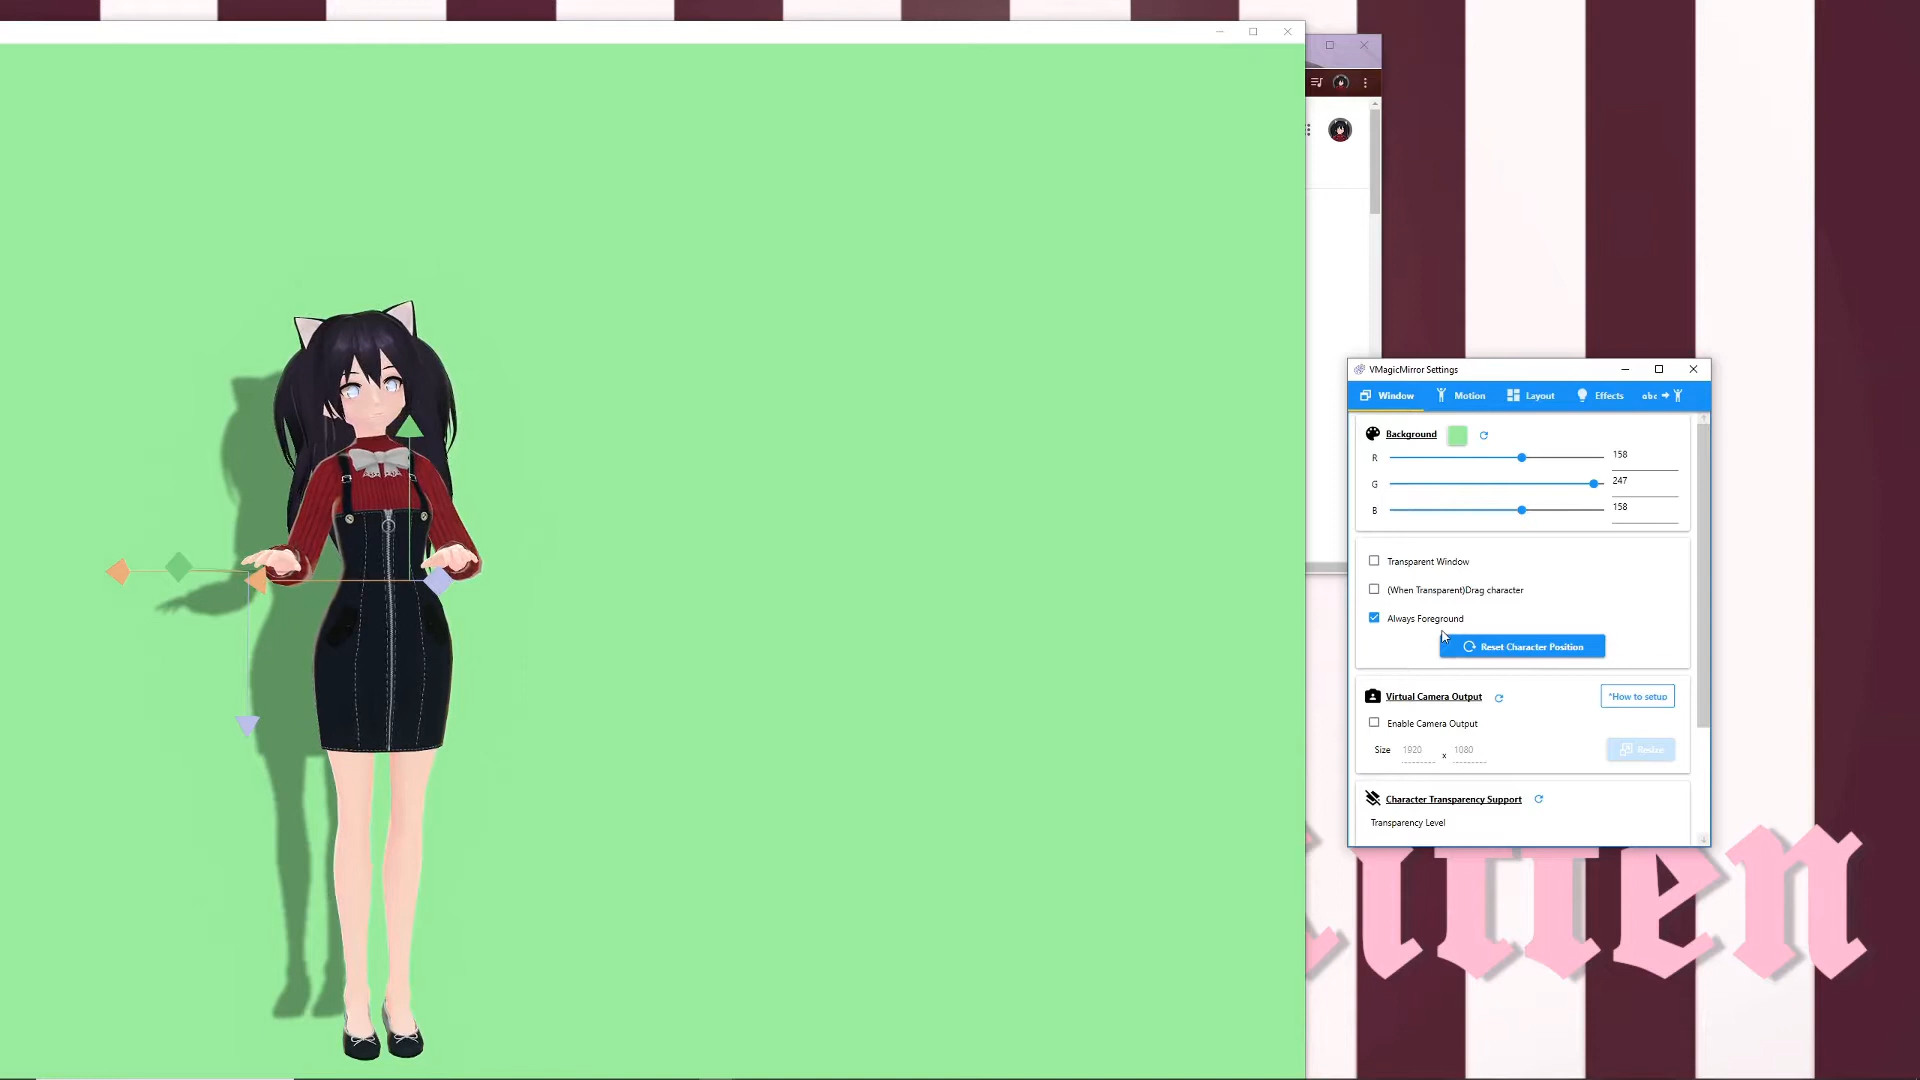 VMagicMirror Settings
Window Motion Layout Effects abc
Background
R 158
G 247
B 158
Transparent Window
(When Transparent)Drag character
Always Foreground
Reset Character Position
Virtual Camera Output *How to setup
Enable Camera Output
Size 1920 x 1080 Resize
Character Transparency Support
Transparency Level